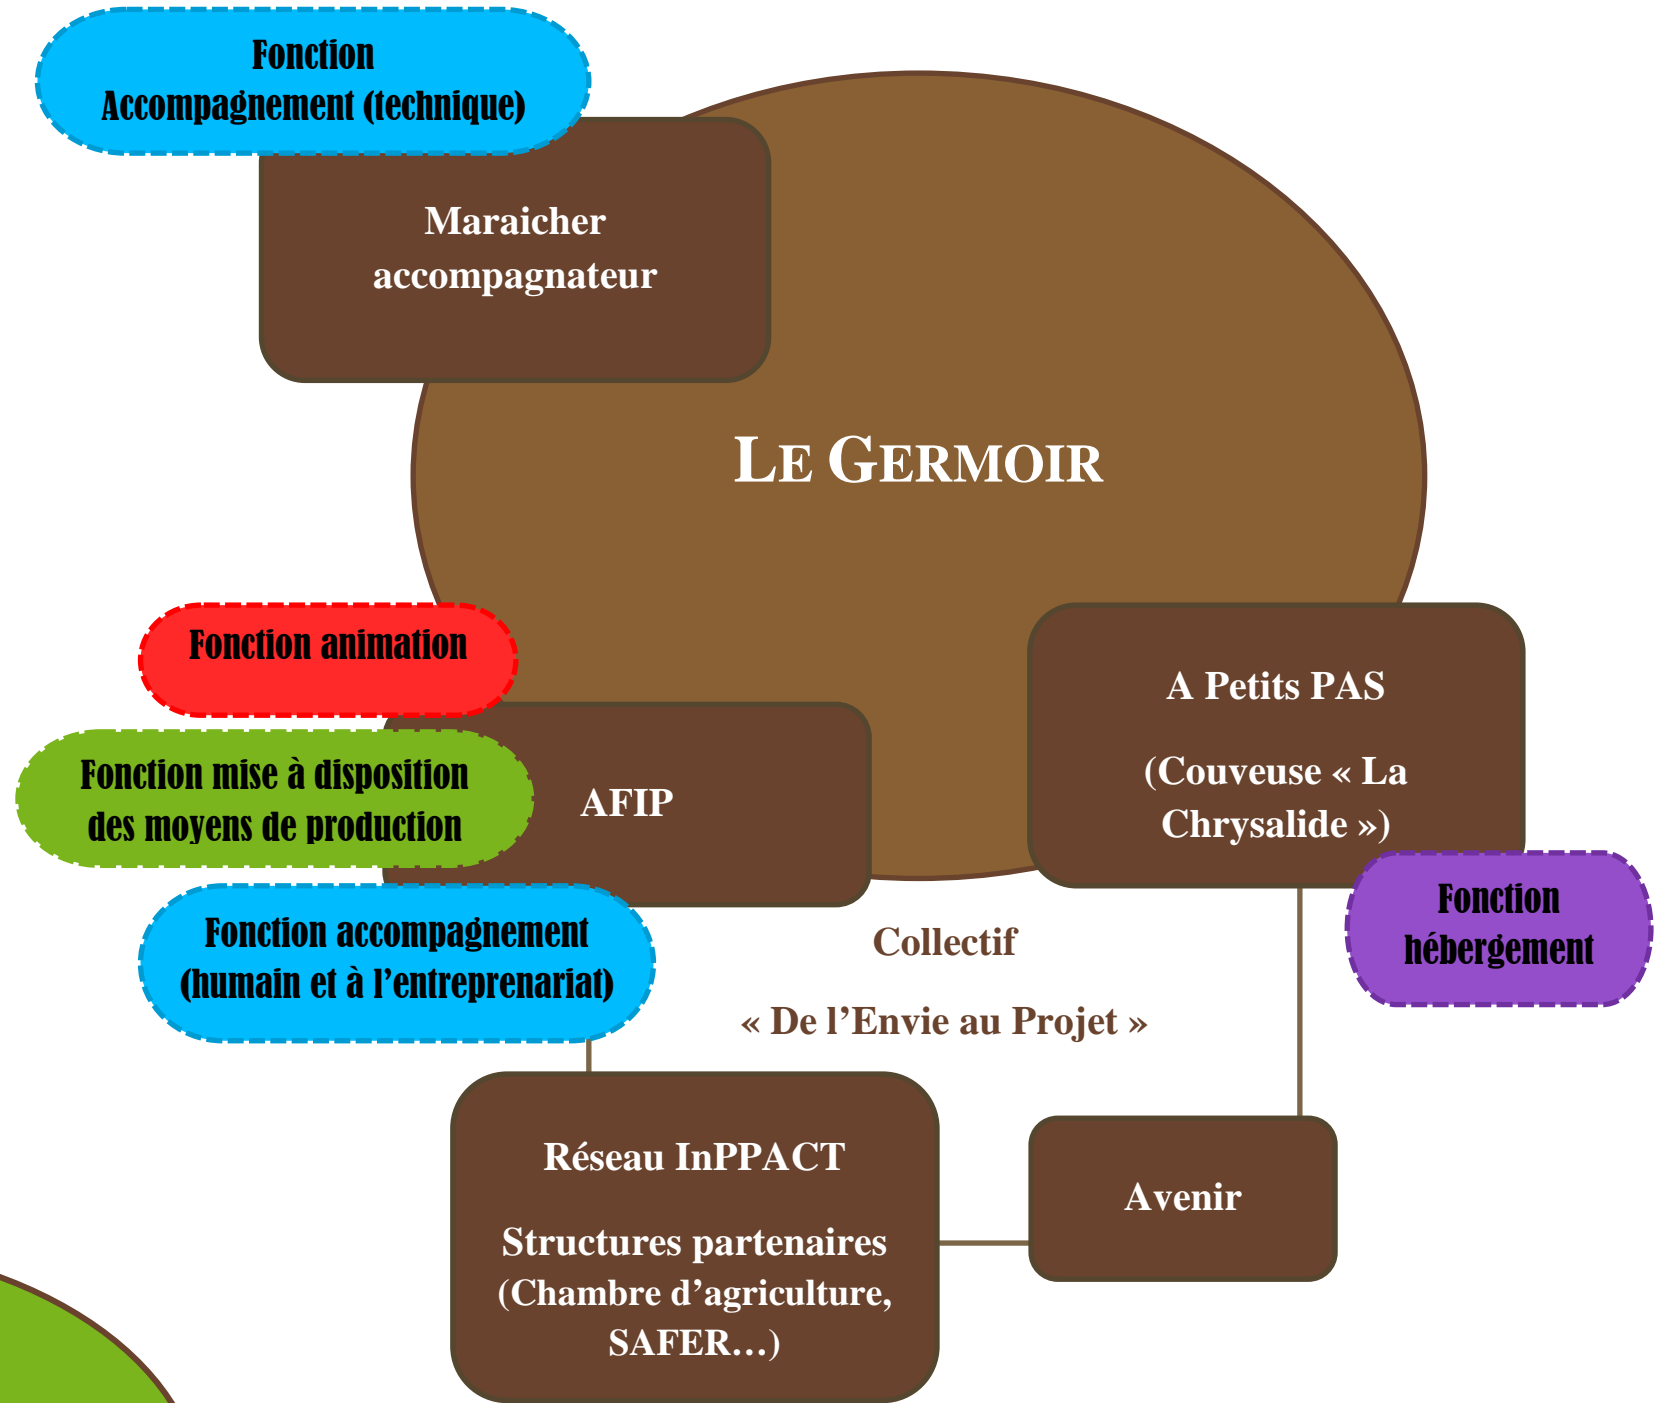 Fonction
Accompagnement (technique)
Maraicher
accompagnateur
LE GERMOIR
Fonction animation
A Petits PAS
(Couveuse « La
Chrysalide »)
Fonction mise à disposition
des moyens de production
AFIP
Fonction
hébergement
Fonction accompagnement
(humain et à l’entreprenariat)
Collectif
« De l’Envie au Projet »
Réseau InPPACT
Structures partenaires
(Chambre d’agriculture,
SAFER…)
Avenir